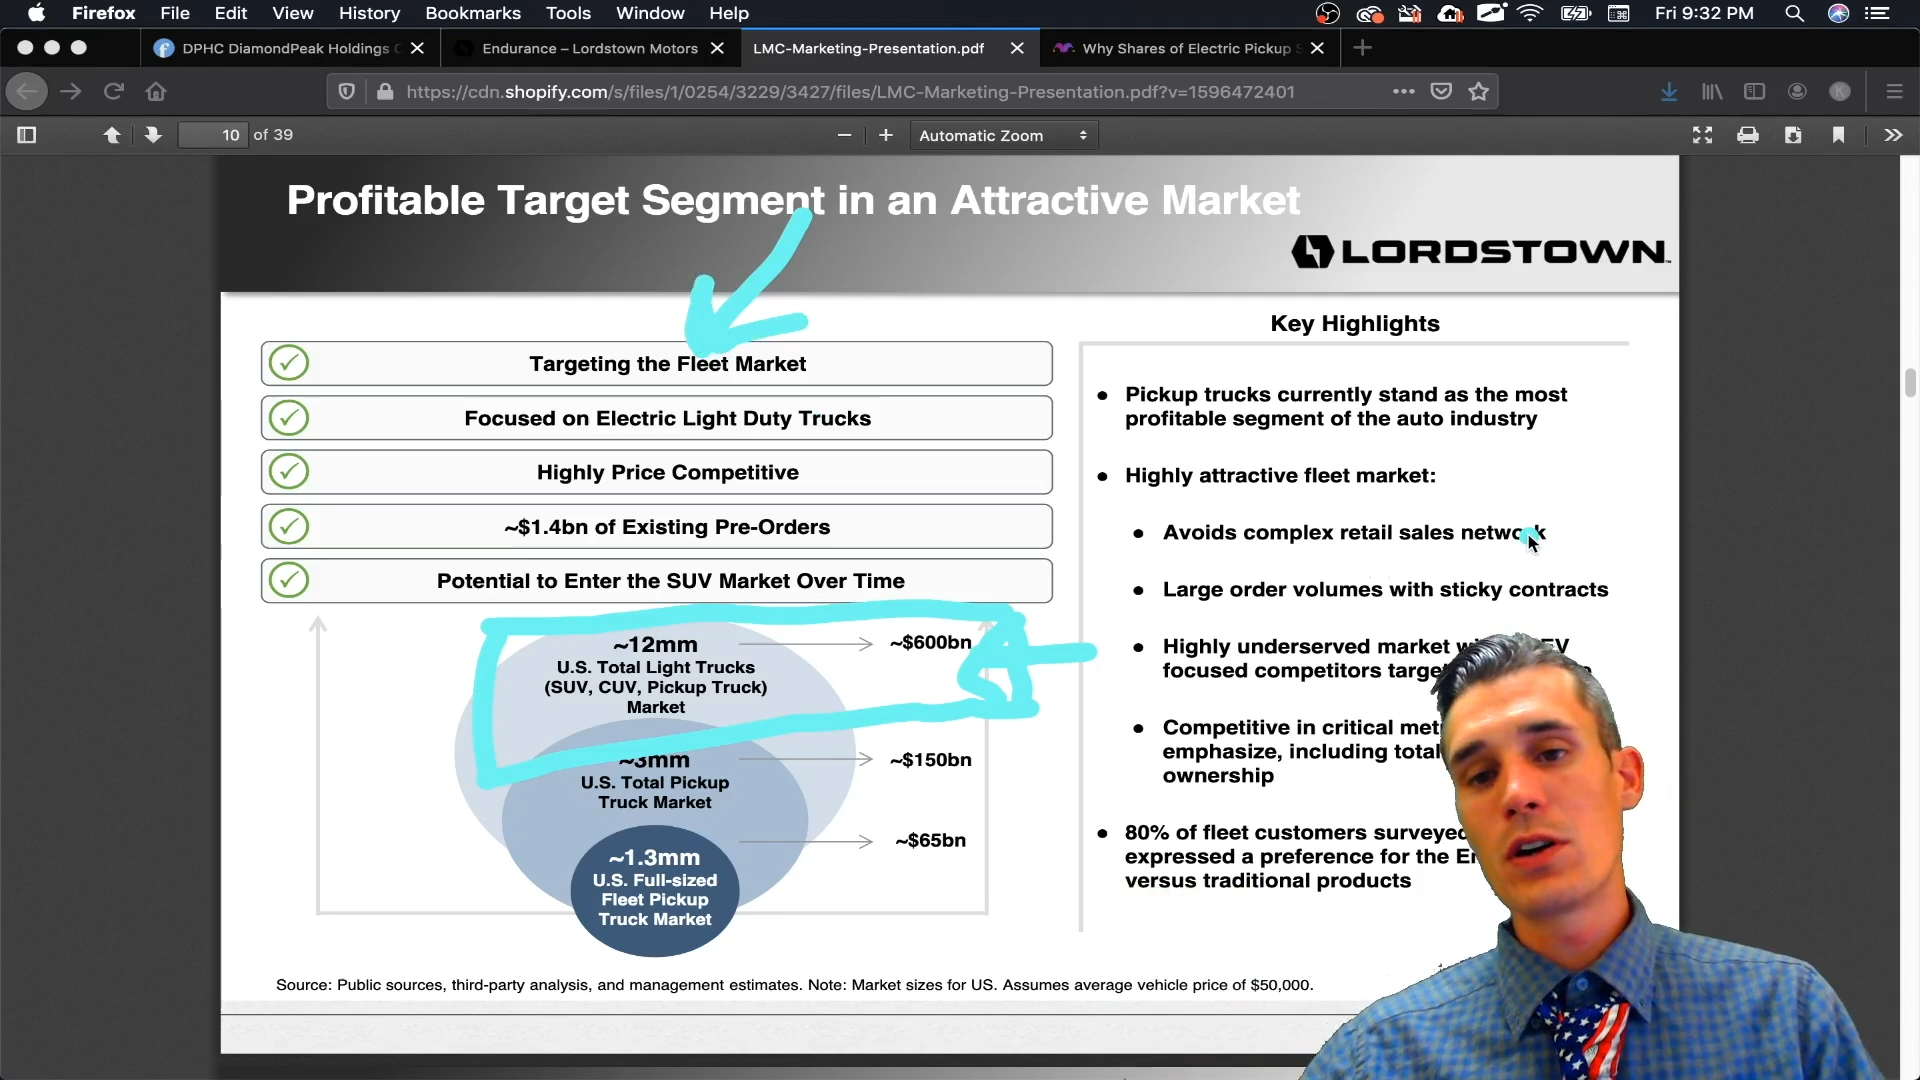 Firefox File Edit View History Bookmarks Tools Window Help Fri 9:32 PM
DPHC DiamondPeak Holdings Endurance – Lordstown Motors LMC-Marketing-Presentation.pdf Why Shares of Electric Pickup
https://cdn.shopify.com/s/files/1/0254/3229/3427/files/LMC-Marketing-Presentation.pdf?v=1596472401
10 of 39 Automatic Zoom
Profitable Target Segment in an Attractive Market
LORDSTOWN
Targeting the Fleet Market
Focused on Electric Light Duty Trucks
Highly Price Competitive
~$1.4bn of Existing Pre-Orders
Potential to Enter the SUV Market Over Time
~12mm
U.S. Total Light Trucks
(SUV, CUV, Pickup Truck)
Market
~$600bn
~3mm
U.S. Total Pickup
Truck Market
~$150bn
~1.3mm
U.S. Full-sized
Fleet Pickup
Truck Market
~$65bn
Key Highlights
• Pickup trucks currently stand as the most
profitable segment of the auto industry
• Highly attractive fleet market:
• Avoids complex retail sales network
• Large order volumes with sticky contracts
• Highly underserved market
focused competitors
• Competitive in critical
emphasize, including total
ownership
• 80% of fleet customers surveyed
expressed a preference for the
versus traditional products
Source: Public sources, third-party analysis, and management estimates. Note: Market sizes for US. Assumes average vehicle price of $50,000.